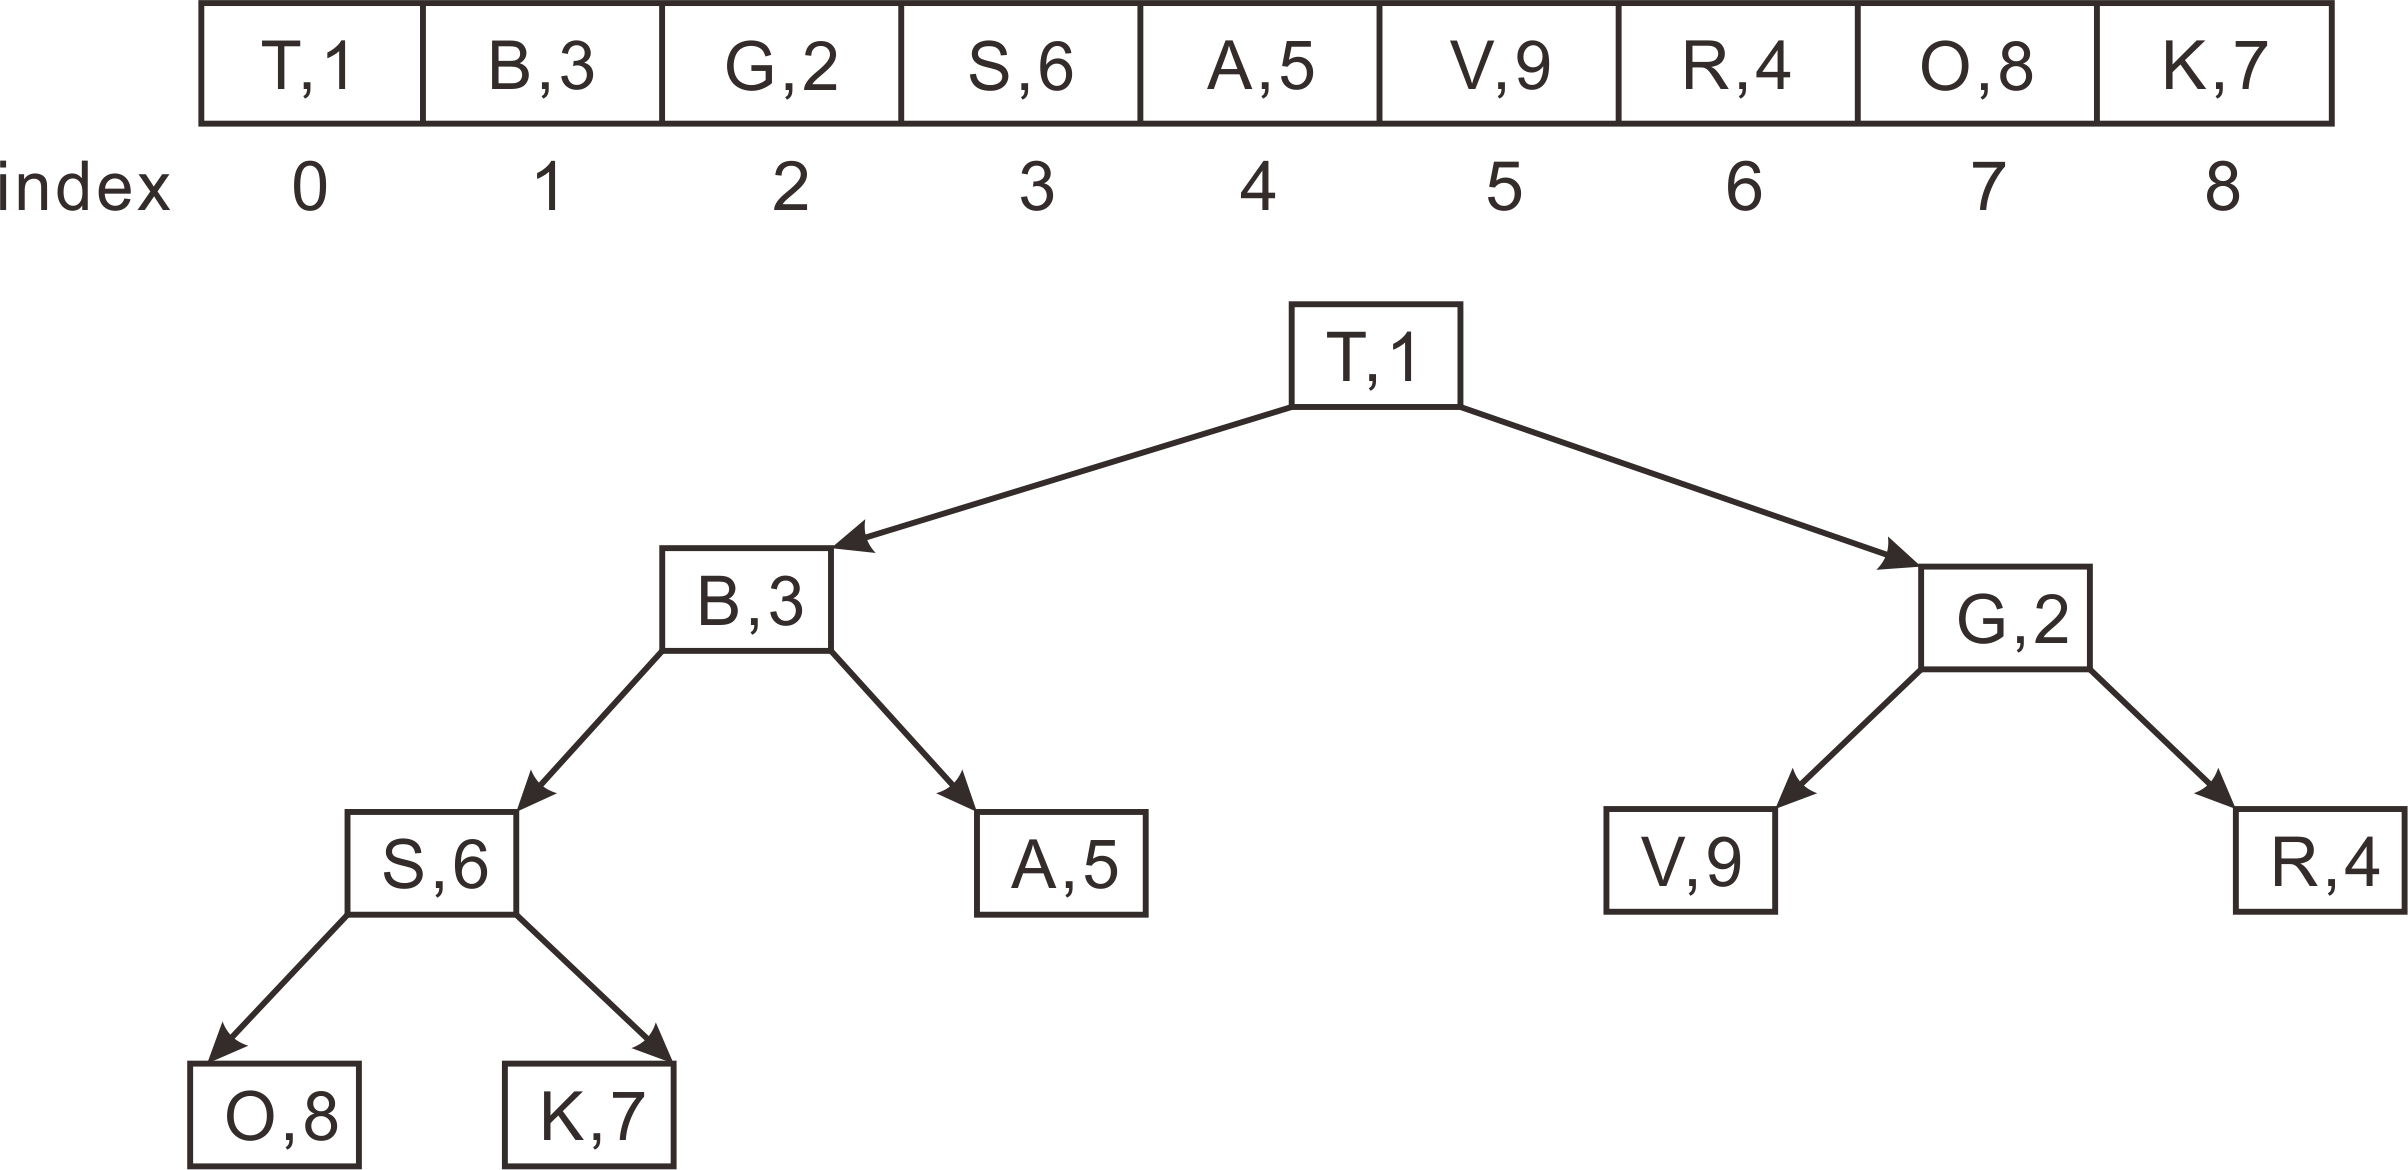 T,1 B,3 G,2 S,6 A,5 V,9 R,4 O,8 K,7
index 0 1 2 3 4 5 6 7 8
T,1
B,3
G,2
S,6
A,5
V,9
R,4
O,8
K,7